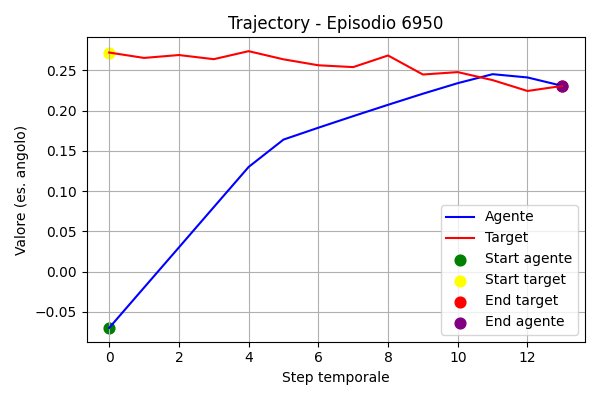 Trajectory - Episodio 6950
Valore (es. angolo)
0.25
0.20
0.15
0.10
0.05
0.00
−0.05
0
2
4
6
8
10
12
Step temporale
Agente
Target
Start agente
Start target
End target
End agente